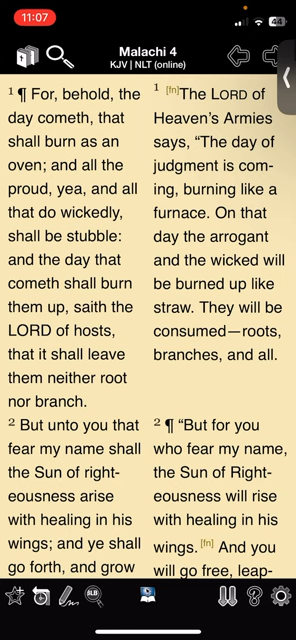 11:07
44
Malachi 4
KJV | NLT (online)
1 ¶ For, behold, the
day cometh, that
shall burn as an
oven; and all the
proud, yea, and all
that do wickedly,
shall be stubble:
and the day that
cometh shall burn
them up, saith the
LORD of hosts,
that it shall leave
them neither root
nor branch.
2 But unto you that
fear my name shall
the Sun of right-
eousness arise
with healing in his
wings; and ye shall
go forth, and grow
1 [fn]The LORD of
Heaven’s Armies
says, “The day of
judgment is com-
ing, burning like a
furnace. On that
day the arrogant
and the wicked will
be burned up like
straw. They will be
consumed—roots,
branches, and all.
2 ¶ “But for you
who fear my name,
the Sun of Right-
eousness will rise
with healing in his
wings. [fn] And you
will go free, leap-
BLB